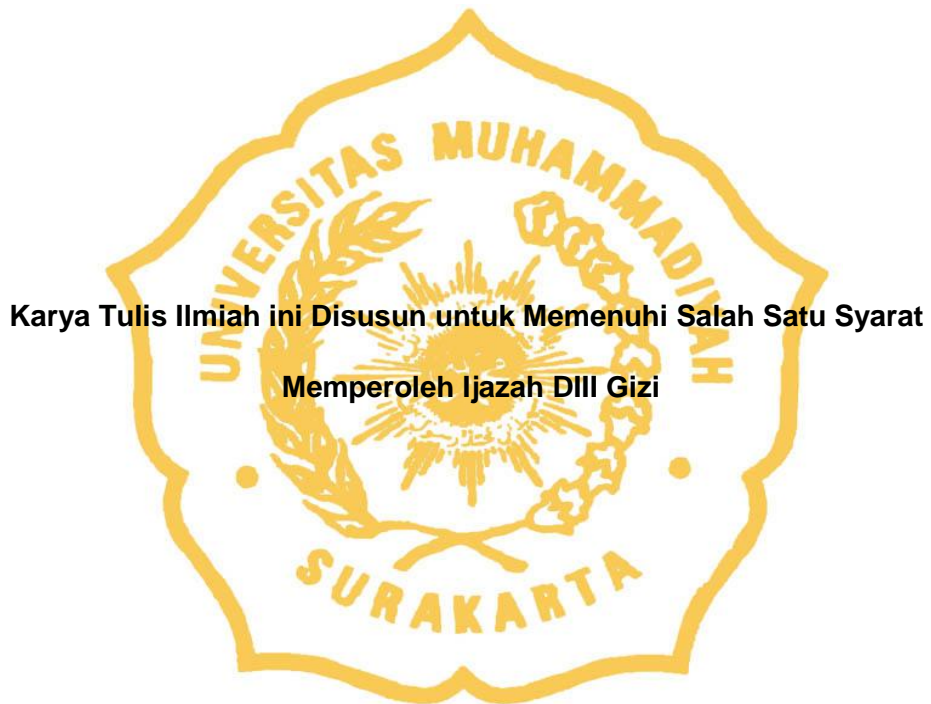 UNIVERSITAS MUHAMMADIYAH
Karya Tulis Ilmiah ini Disusun untuk Memenuhi Salah Satu Syarat
Memperoleh Ijazah DIII Gizi
SURAKARTA